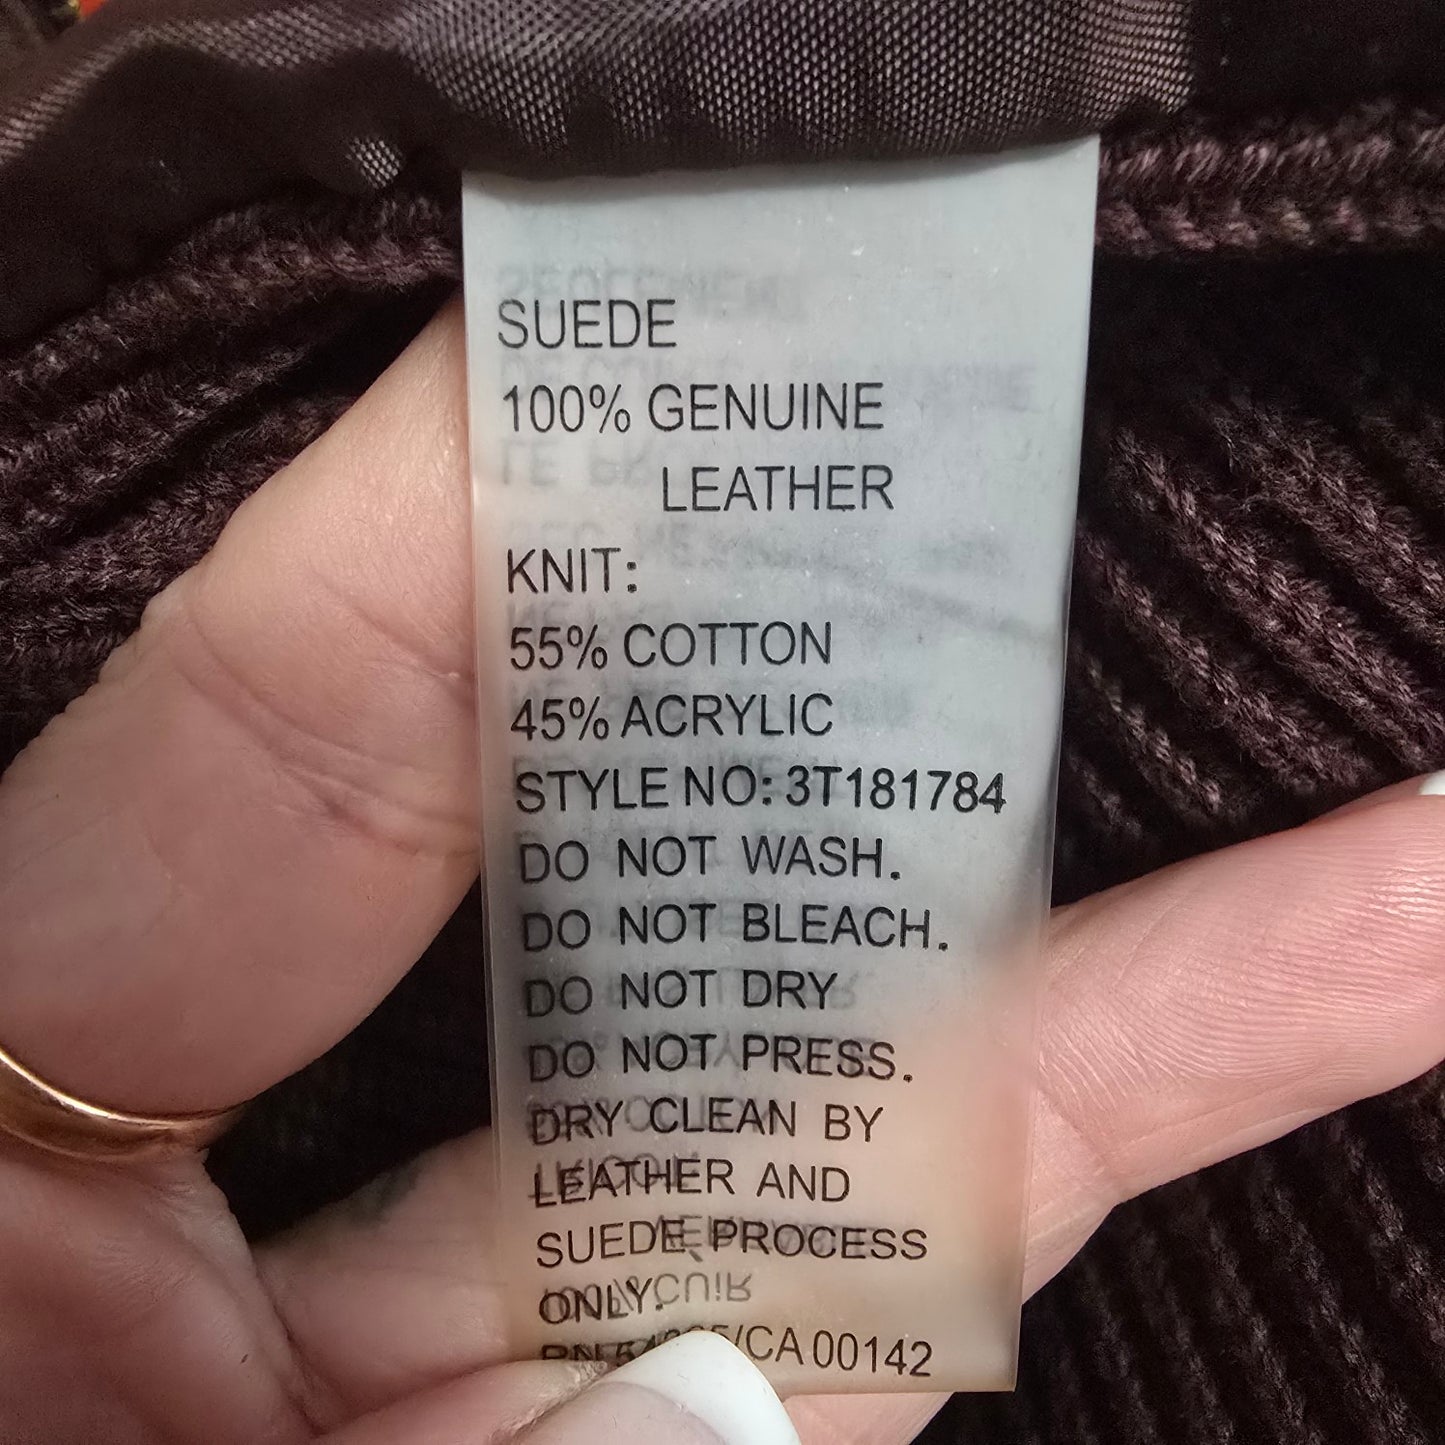 SUEDE
100% GENUINE
LEATHER
KNIT:
55% COTTON
45% ACRYLIC
STYLE NO: 3T181784
DO NOT WASH.
DO NOT BLEACH.
DO NOT DRY
DO NOT PRESS.
DRY CLEAN BY
LEATHER AND
SUEDE PROCESS
ONLY.
/CA 00142